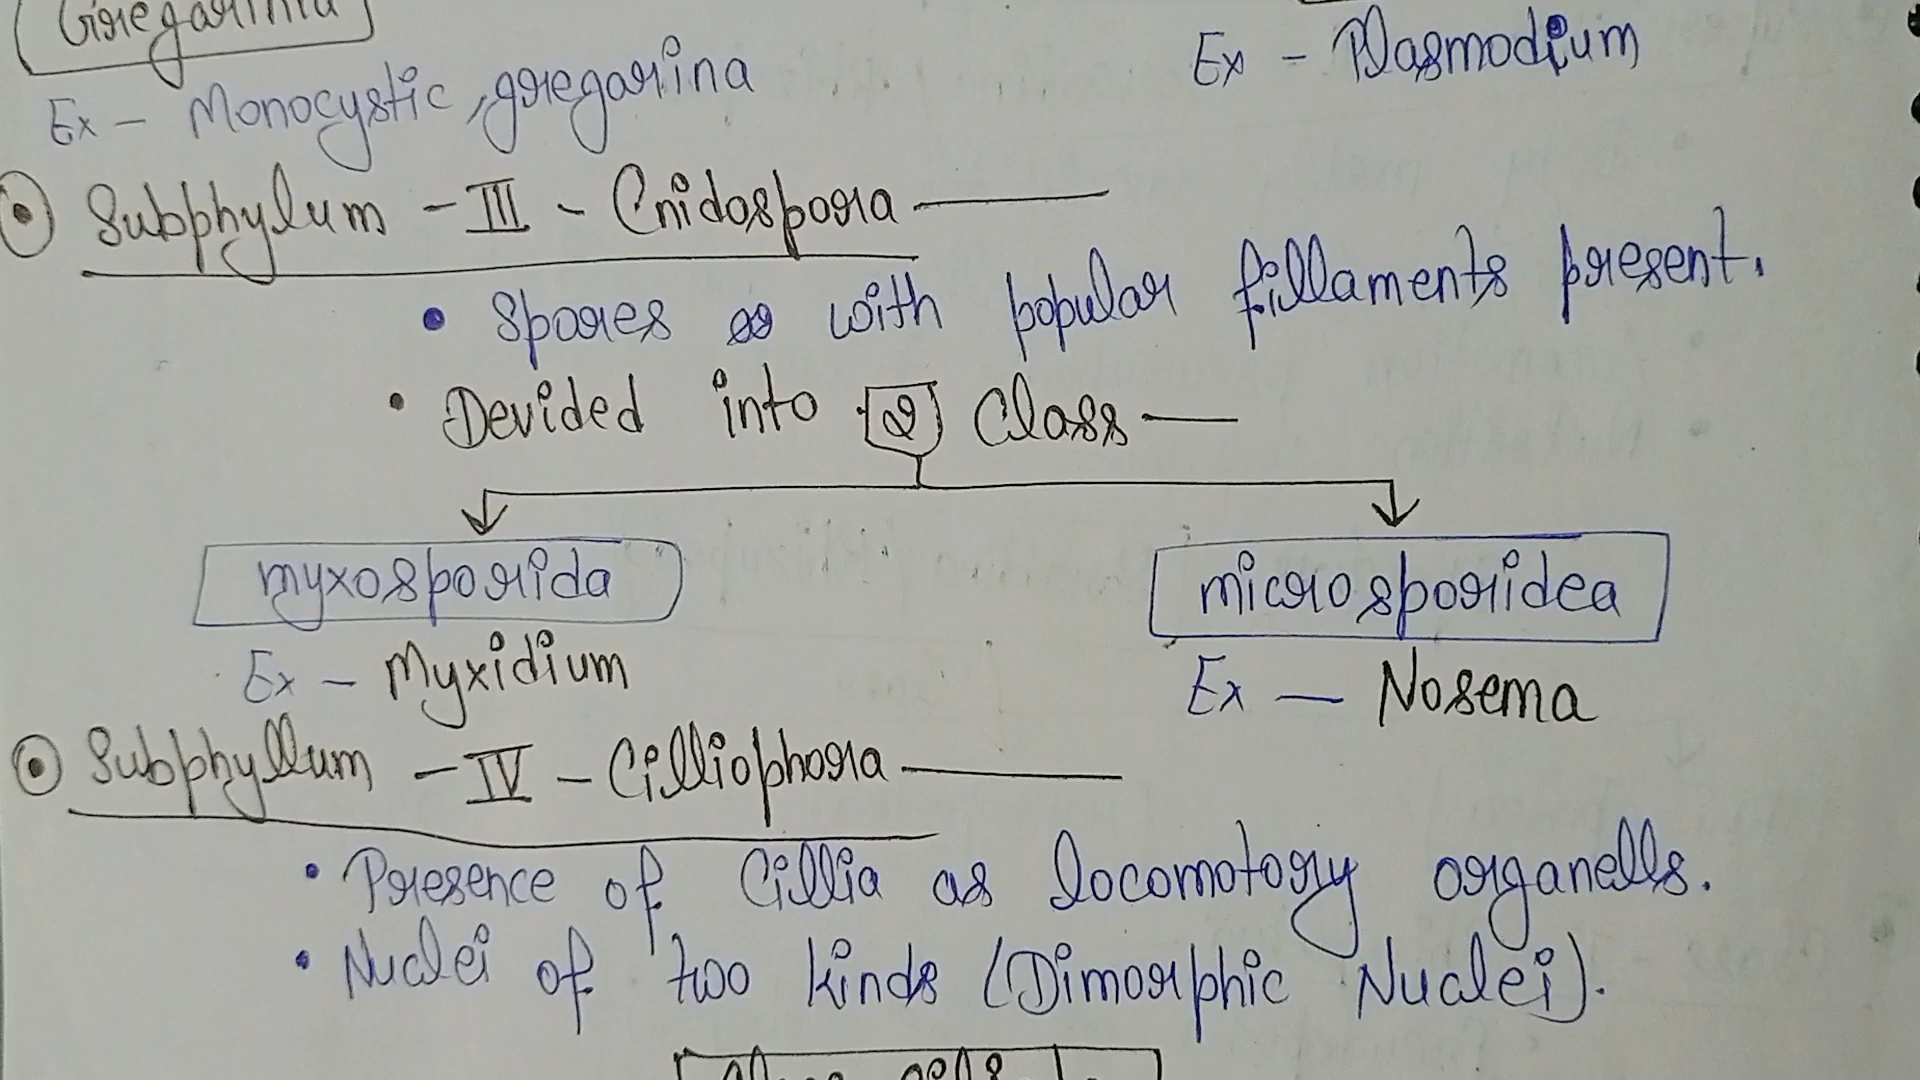 Gregarinia
Ex - Monocystic, gregarina
Ex - Plasmodium
Subphylum - III - Cnidospora
• Spores with popular fillaments present.
• Devided into 2 Class
myxosporida
microsporidea
Ex - Myxidium
Ex - Nosema
Subphyllum - IV - Cilliophora
• Presence of Cillia as locomotory organells.
• Nuclei of two kinds (Dimorphic Nuclei).